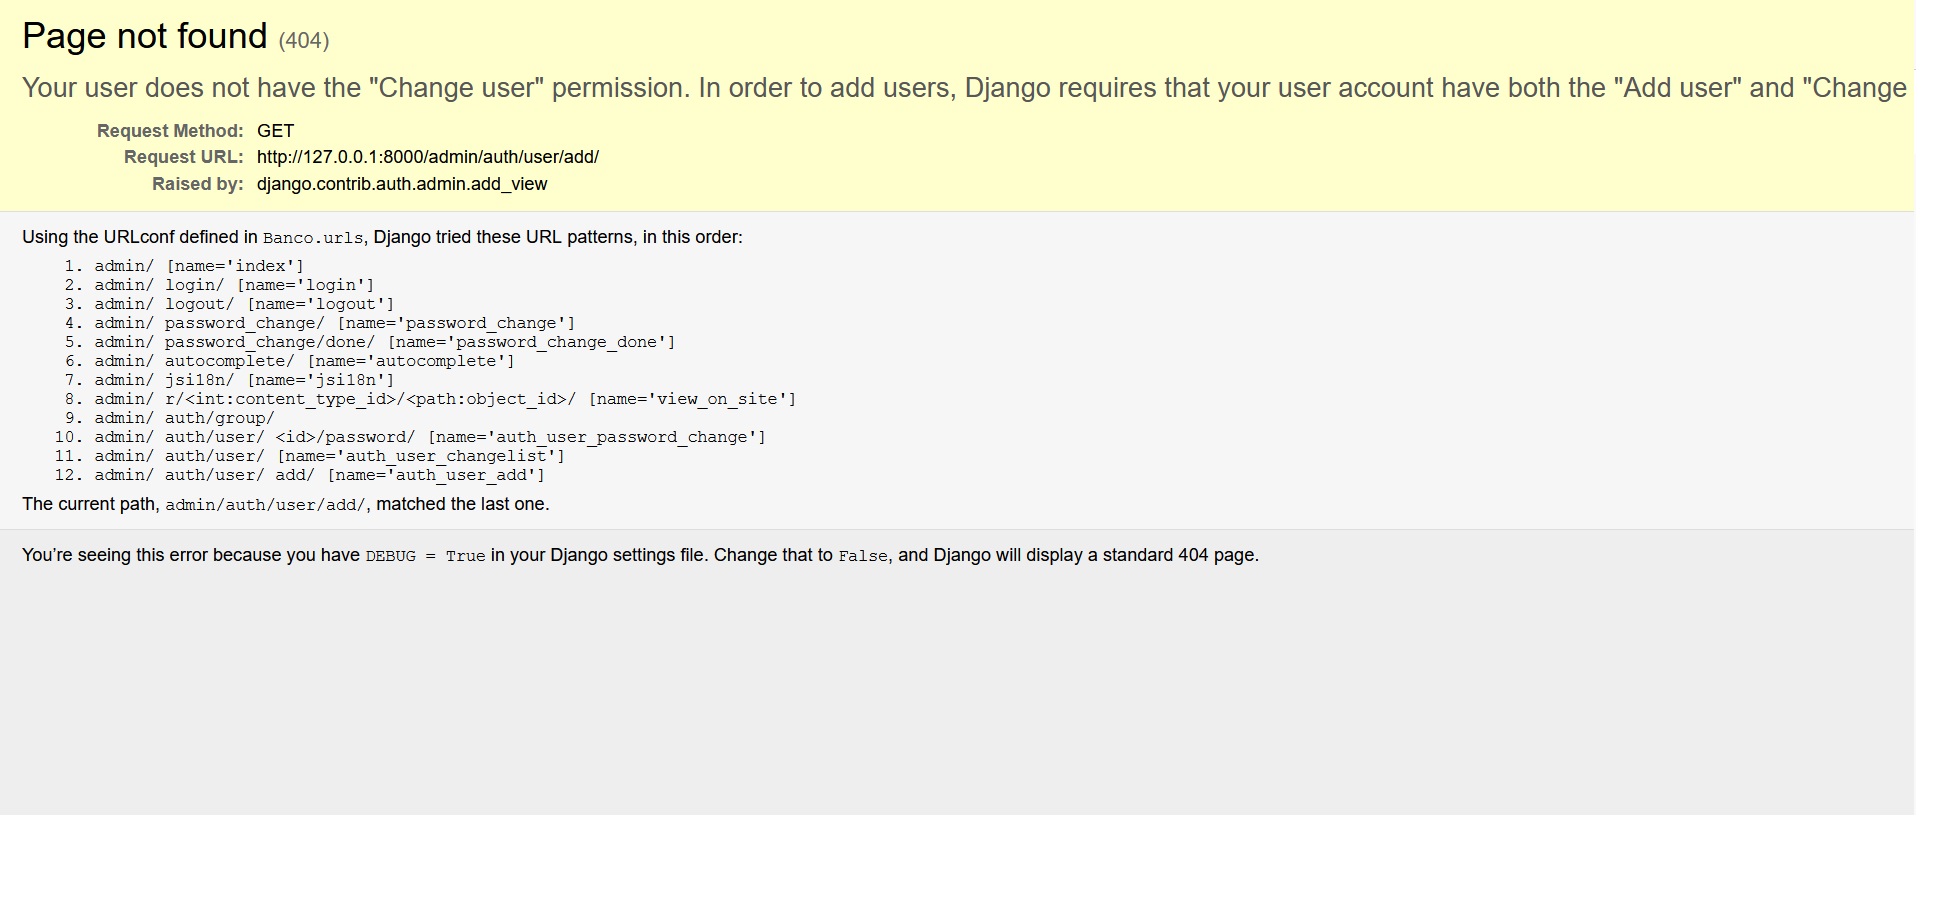 Page not found (404)
Your user does not have the "Change user" permission. In order to add users, Django requires that your user account have both the "Add user" and "Change
Request Method: GET
Request URL: http://127.0.0.1:8000/admin/auth/user/add/
Raised by: django.contrib.auth.admin.add_view
Using the URLconf defined in Banco.urls, Django tried these URL patterns, in this order:
1. admin/ [name='index']
2. admin/ login/ [name='login']
3. admin/ logout/ [name='logout']
4. admin/ password_change/ [name='password_change']
5. admin/ password_change/done/ [name='password_change_done']
6. admin/ autocomplete/ [name='autocomplete']
7. admin/ jsi18n/ [name='jsi18n']
8. admin/ r/<int:content_type_id>/<path:object_id>/ [name='view_on_site']
9. admin/ auth/group/
10. admin/ auth/user/ <id>/password/ [name='auth_user_password_change']
11. admin/ auth/user/ [name='auth_user_changelist']
12. admin/ auth/user/ add/ [name='auth_user_add']
The current path, admin/auth/user/add/, matched the last one.
You’re seeing this error because you have DEBUG = True in your Django settings file. Change that to False, and Django will display a standard 404 page.